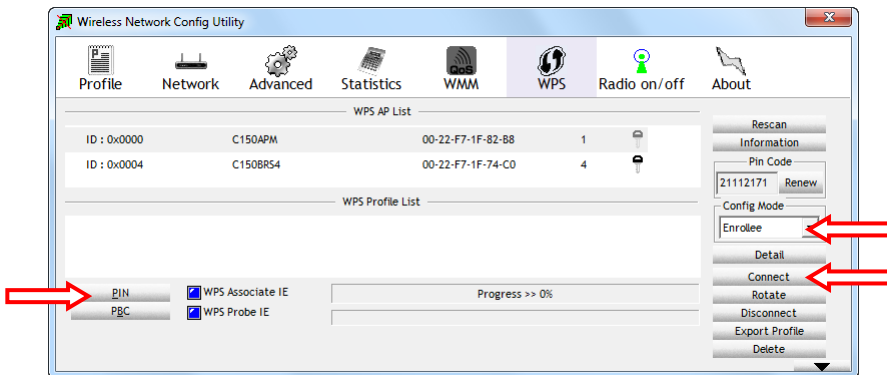 Wireless Network Config Utility
Profile Network Advanced Statistics QoS WMM WPS Radio on/off About
WPS AP List
ID : 0x0000 C150APM 00-22-F7-1F-82-B8 1
ID : 0x0004 C150BRS4 00-22-F7-1F-74-C0 4
WPS Profile List
Rescan
Information
Pin Code
21112171 Renew
Config Mode
Enrollee
Detail
Connect
Rotate
Disconnect
Export Profile
Delete
PIN WPS Associate IE Progress >> 0%
PBC WPS Probe IE